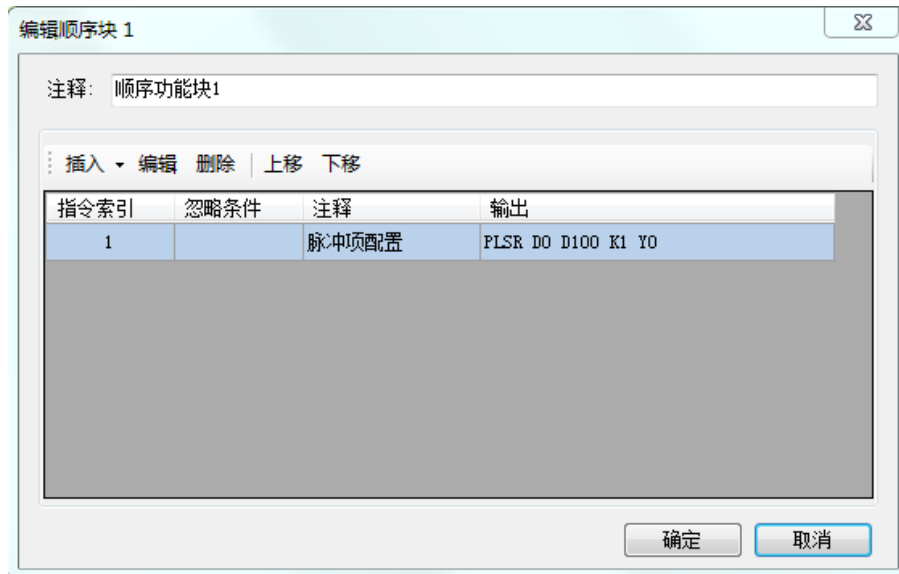 编辑顺序块 1
注释: 顺序功能块1
插入 编辑 删除 上移 下移
指令索引 忽略条件 注释 输出
1 脉冲项配置 PLSR D0 D100 K1 Y0
确定 取消